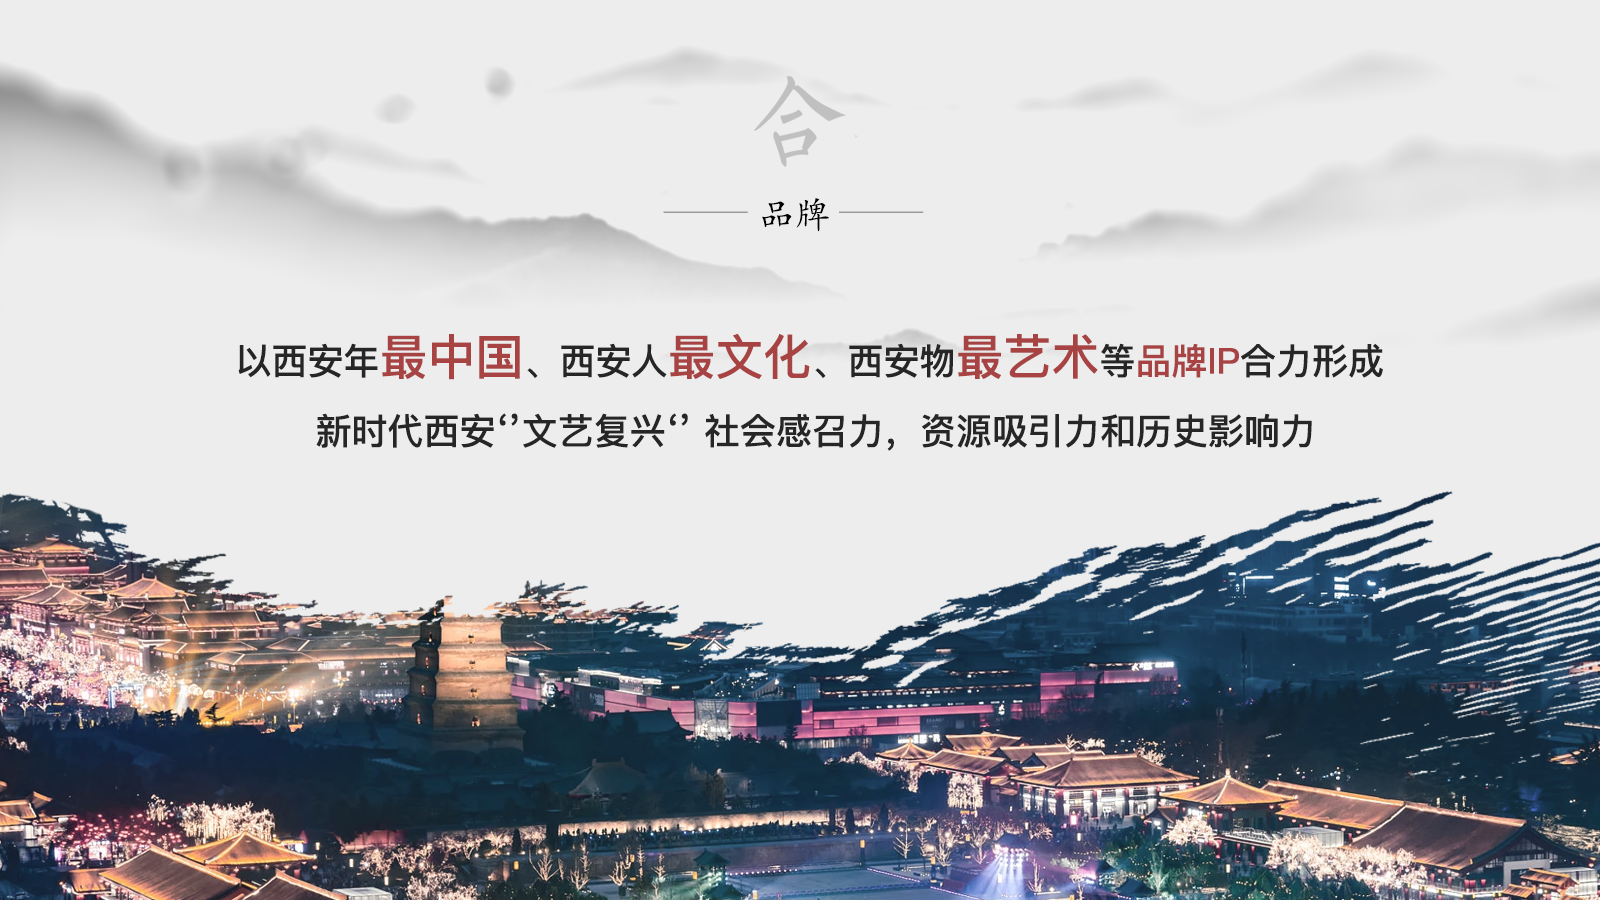 合
品牌
以西安年最中国、西安人最文化、西安物最艺术等品牌IP合力形成
新时代西安‘’文艺复兴‘’ 社会感召力，资源吸引力和历史影响力